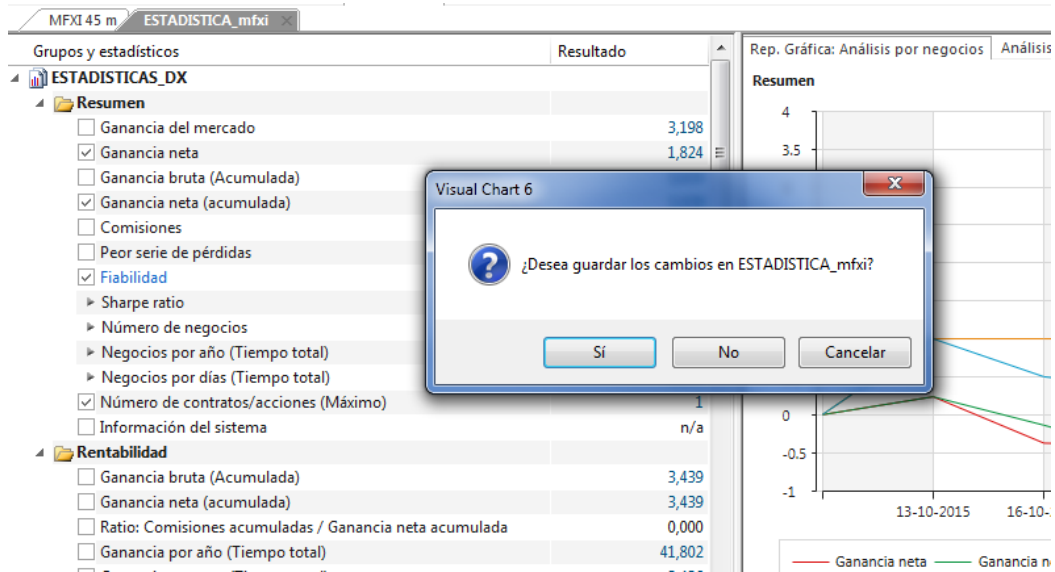 MFXI 45 m ESTADISTICA_mfxi
Grupos y estadísticos Resultado
ESTADISTICAS_DX
Resumen
Ganancia del mercado 3,198
Ganancia neta 1,824
Ganancia bruta (Acumulada)
Ganancia neta (acumulada)
Comisiones
Peor serie de pérdidas
Fiabilidad
Sharpe ratio
Número de negocios
Negocios por año (Tiempo total)
Negocios por días (Tiempo total)
Número de contratos/acciones (Máximo) 1
Información del sistema n/a
Rentabilidad
Ganancia bruta (Acumulada) 3,439
Ganancia neta (acumulada) 3,439
Ratio: Comisiones acumuladas / Ganancia neta acumulada 0,000
Ganancia por año (Tiempo total) 41,802
Visual Chart 6
¿Desea guardar los cambios en ESTADISTICA_mfxi?
Sí No Cancelar
Rep. Gráfica: Análisis por negocios Análisis
Resumen
4
3.5
0
-0.5
-1
13-10-2015 16-10-
Ganancia neta Ganancia n